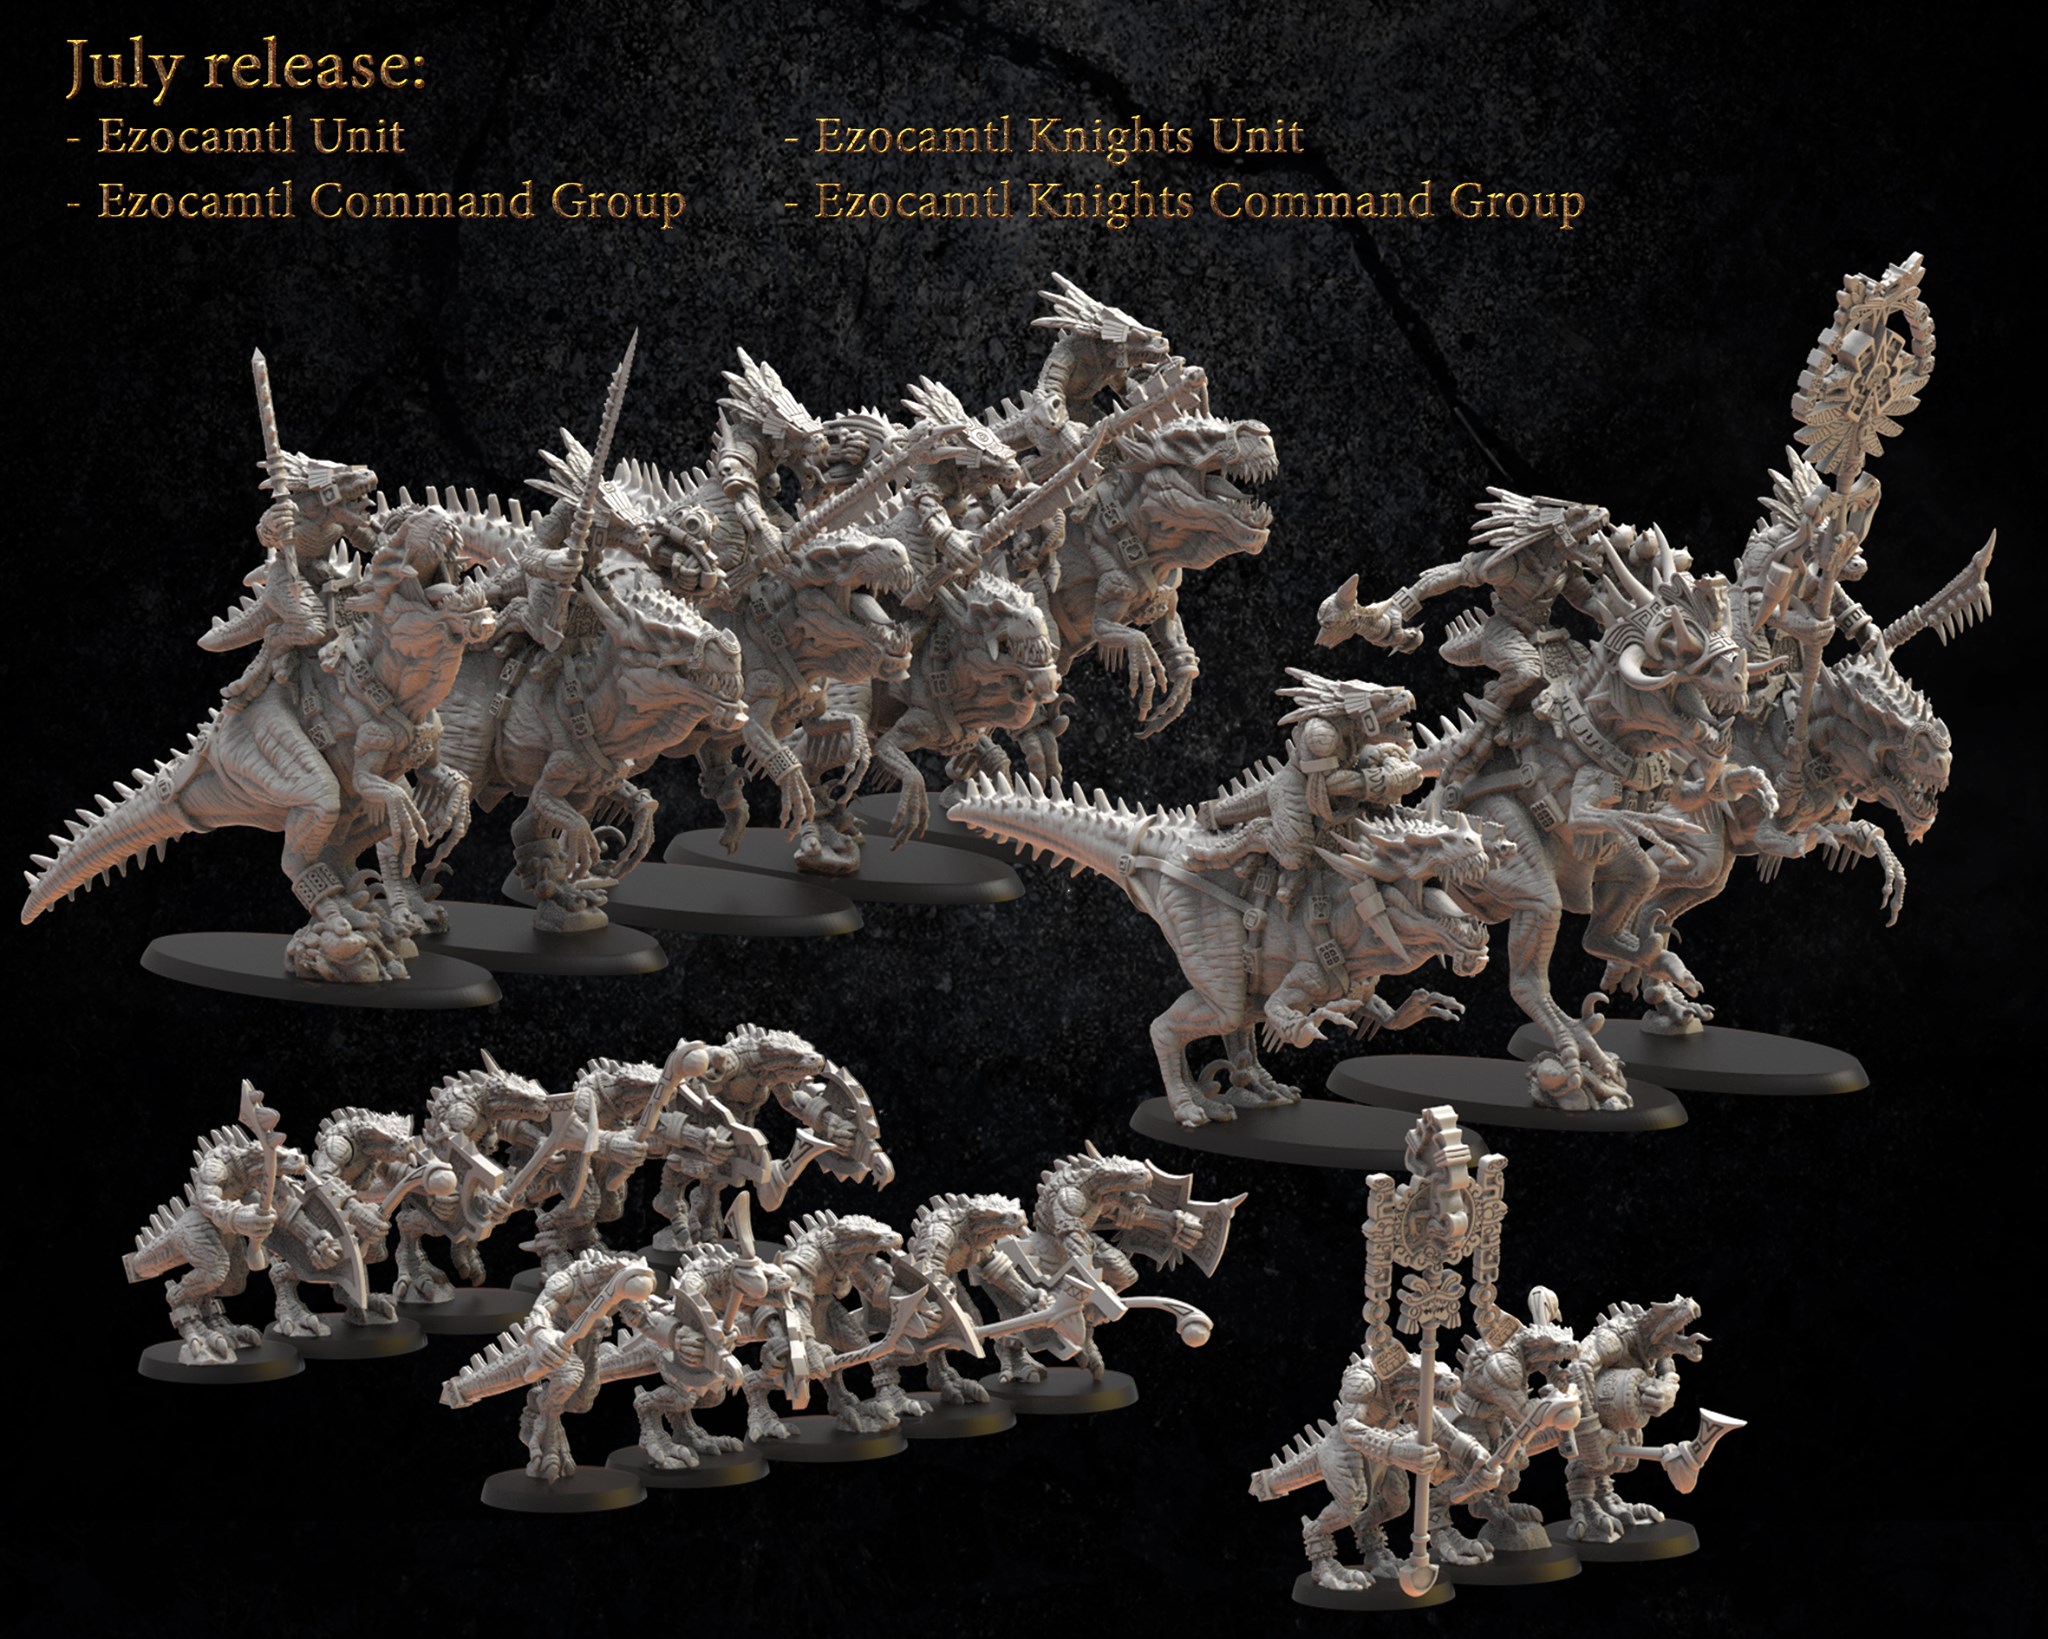 July release:
- Ezocamtl Unit
- Ezocamtl Command Group
- Ezocamtl Knights Unit
- Ezocamtl Knights Command Group